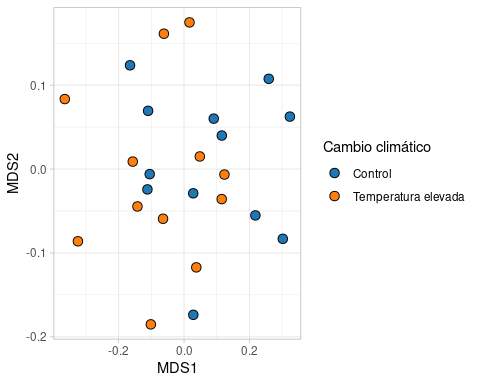 0.1
0.0
-0.1
-0.2
MDS2
-0.2
0.0
0.2
MDS1
Cambio climático
Control
Temperatura elevada